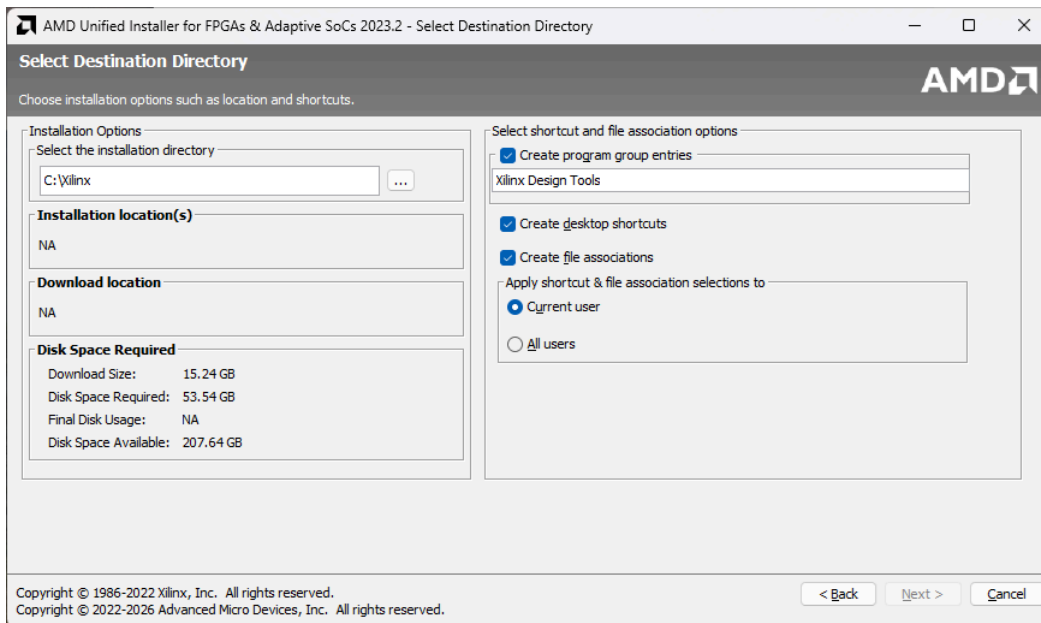 AMD Unified Installer for FPGAs & Adaptive SoCs 2023.2 - Select Destination Directory
Select Destination Directory
AMD
Choose installation options such as location and shortcuts.
Installation Options
Select the installation directory
C:\Xilinx
...
Installation location(s)
NA
Download location
NA
Disk Space Required
Download Size: 15.24 GB
Disk Space Required: 53.54 GB
Final Disk Usage: NA
Disk Space Available: 207.64 GB
Select shortcut and file association options
Create program group entries
Xilinx Design Tools
Create desktop shortcuts
Create file associations
Apply shortcut & file association selections to
Current user
All users
Copyright © 1986-2022 Xilinx, Inc. All rights reserved.
Copyright © 2022-2026 Advanced Micro Devices, Inc. All rights reserved.
< Back
Next >
Cancel